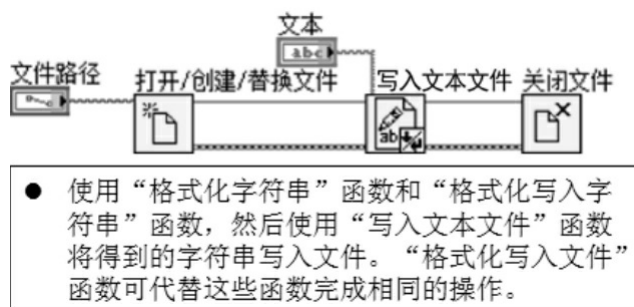 文本
abc
文件路径
打开/创建/替换文件
写入文本文件
关闭文件
ab
● 使用“格式化字符串”函数和“格式化写入字
符串”函数，然后使用“写入文本文件”函数
将得到的字符串写入文件。“格式化写入文件”
函数可代替这些函数完成相同的操作。